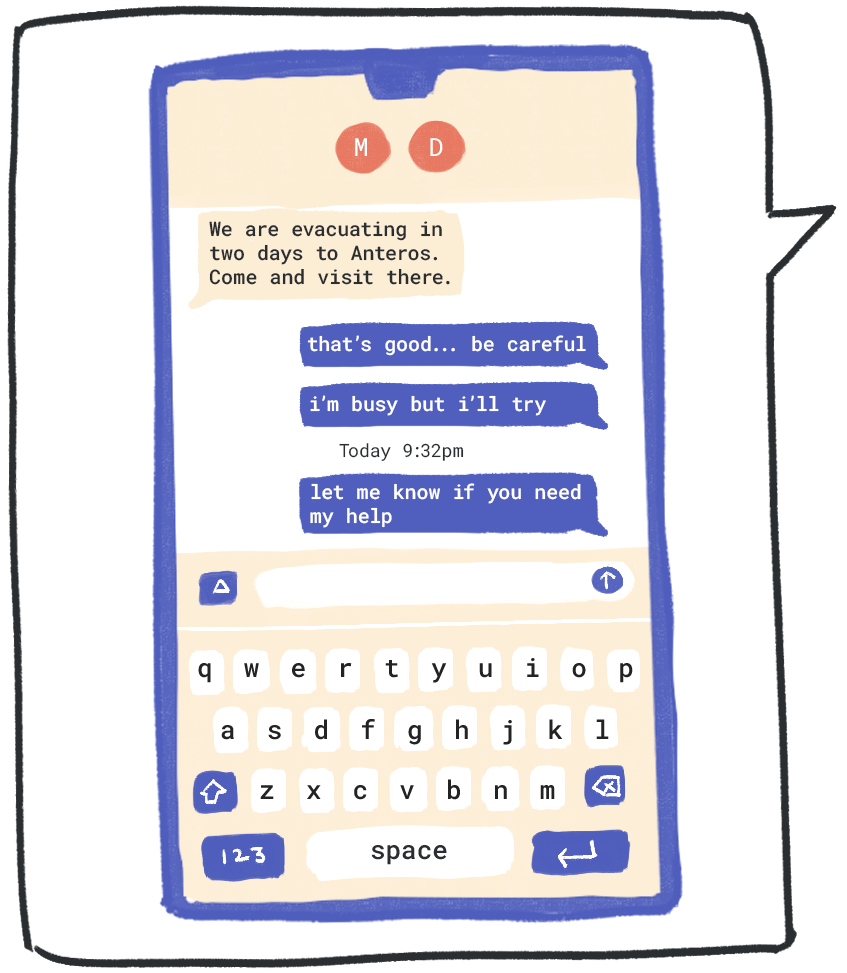 M D
We are evacuating in
two days to Anteros.
Come and visit there.
that's good... be careful
i'm busy but i'll try
Today 9:32pm
let me know if you need
my help
q w e r t y u i o p
a s d f g h j k l
z x c v b n m
123 space